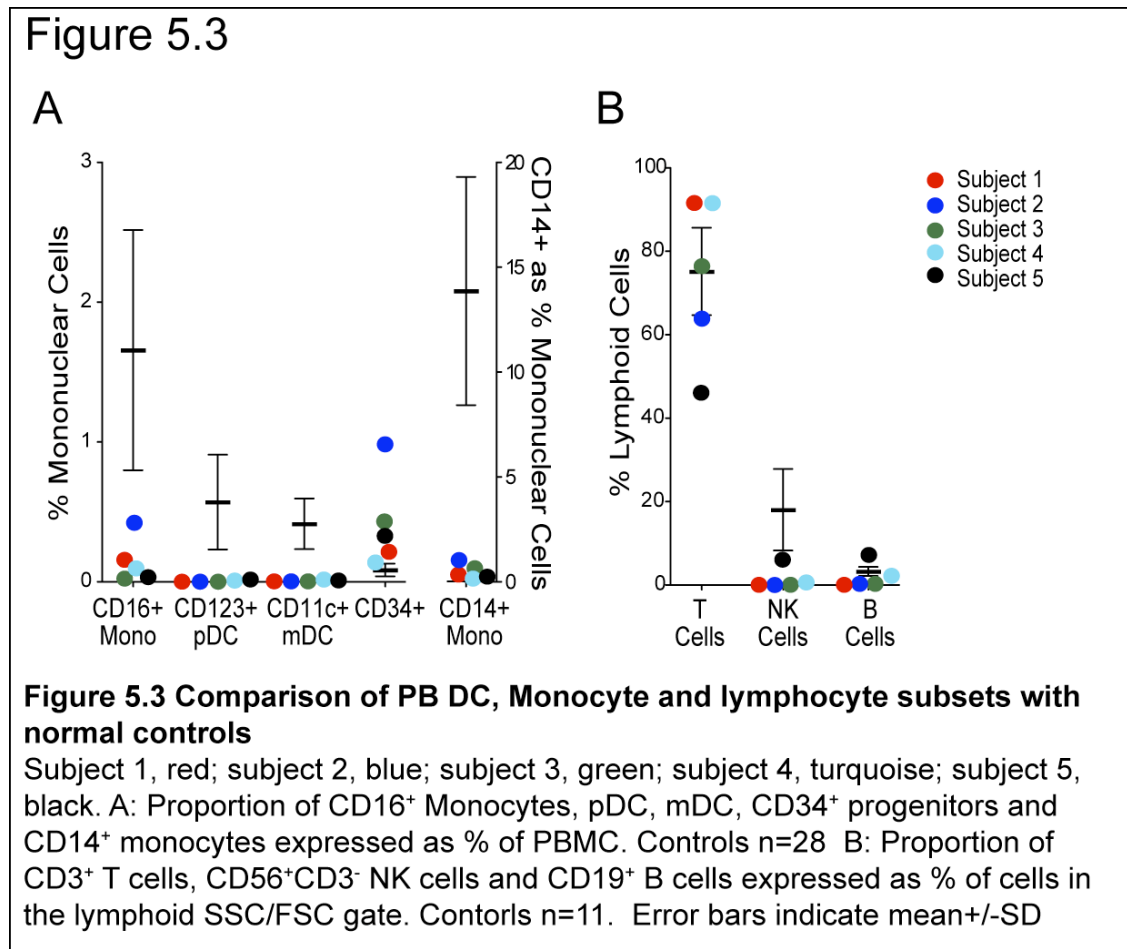 Figure 5.3
A
% Mononuclear Cells
3
2
1
0
CD16+
Mono
CD123+
pDC
CD11c+
mDC
CD34+
CD14+
Mono
20
15
10
5
0
CD14+ as % Mononuclear Cells
B
% Lymphoid Cells
100
80
60
40
20
0
T
Cells
NK
Cells
B
Cells
Subject 1
Subject 2
Subject 3
Subject 4
Subject 5
Figure 5.3 Comparison of PB DC, Monocyte and lymphocyte subsets with
normal controls
Subject 1, red; subject 2, blue; subject 3, green; subject 4, turquoise; subject 5,
black. A: Proportion of CD16⁺ Monocytes, pDC, mDC, CD34⁺ progenitors and
CD14⁺ monocytes expressed as % of PBMC. Controls n=28 B: Proportion of
CD3⁺ T cells, CD56⁺CD3⁻ NK cells and CD19⁺ B cells expressed as % of cells in
the lymphoid SSC/FSC gate. Contorls n=11. Error bars indicate mean+/-SD